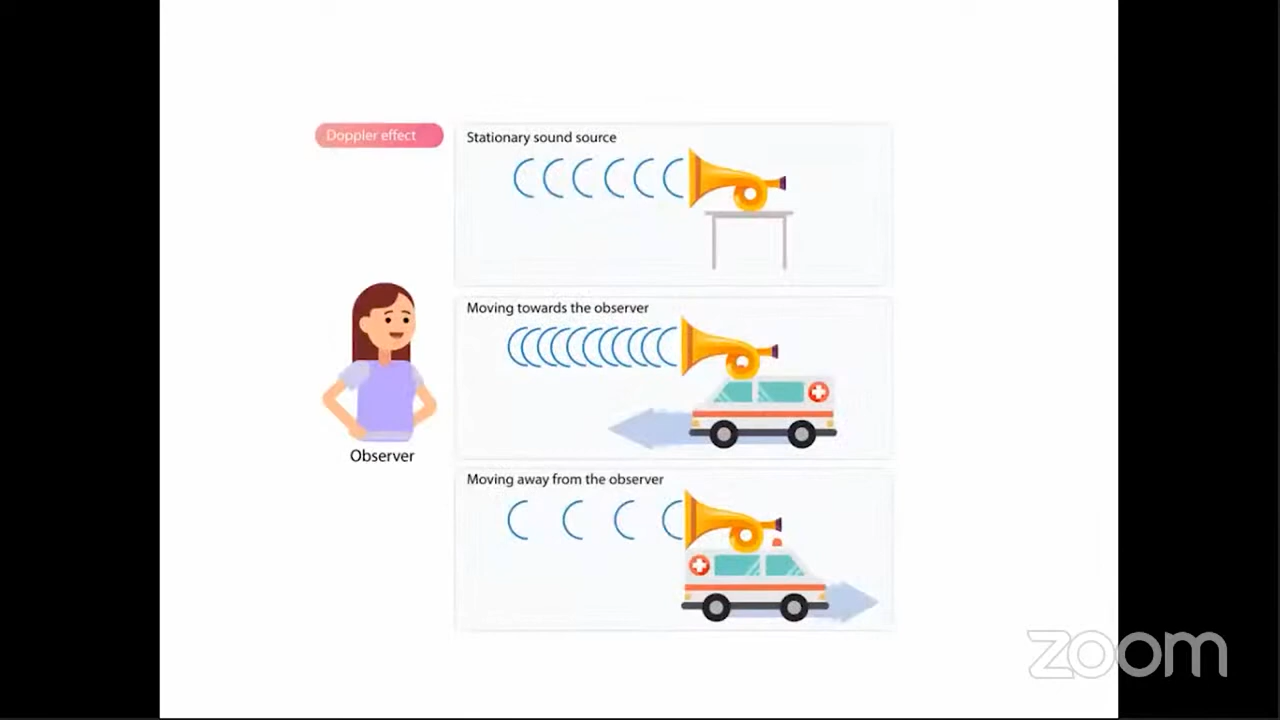 Doppler effect
Stationary sound source
Moving towards the observer
Observer
Moving away from the observer
zoom